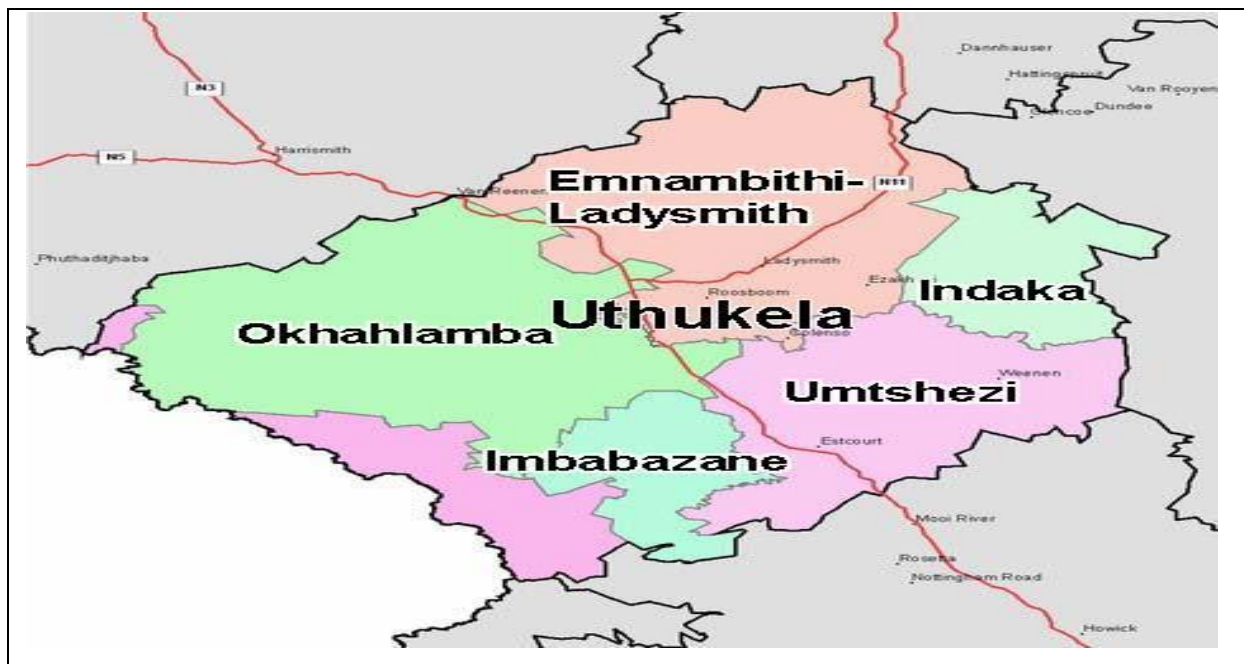 Dannhauser
Hattingspruit
Van Rooyen
N3
Dundee
Glencoe
Harrismith
N5
Emnambithi-
N11
Van Reenen
Ladysmith
Phuthaditjhaba
Ladysmith
Indaka
Roosboom
Uthukela
Okhahlamba
Colenso
Umtshezi
Weenen
Estcourt
Imbabazane
Mooi River
Rosetta
Nottingham Road
Howick